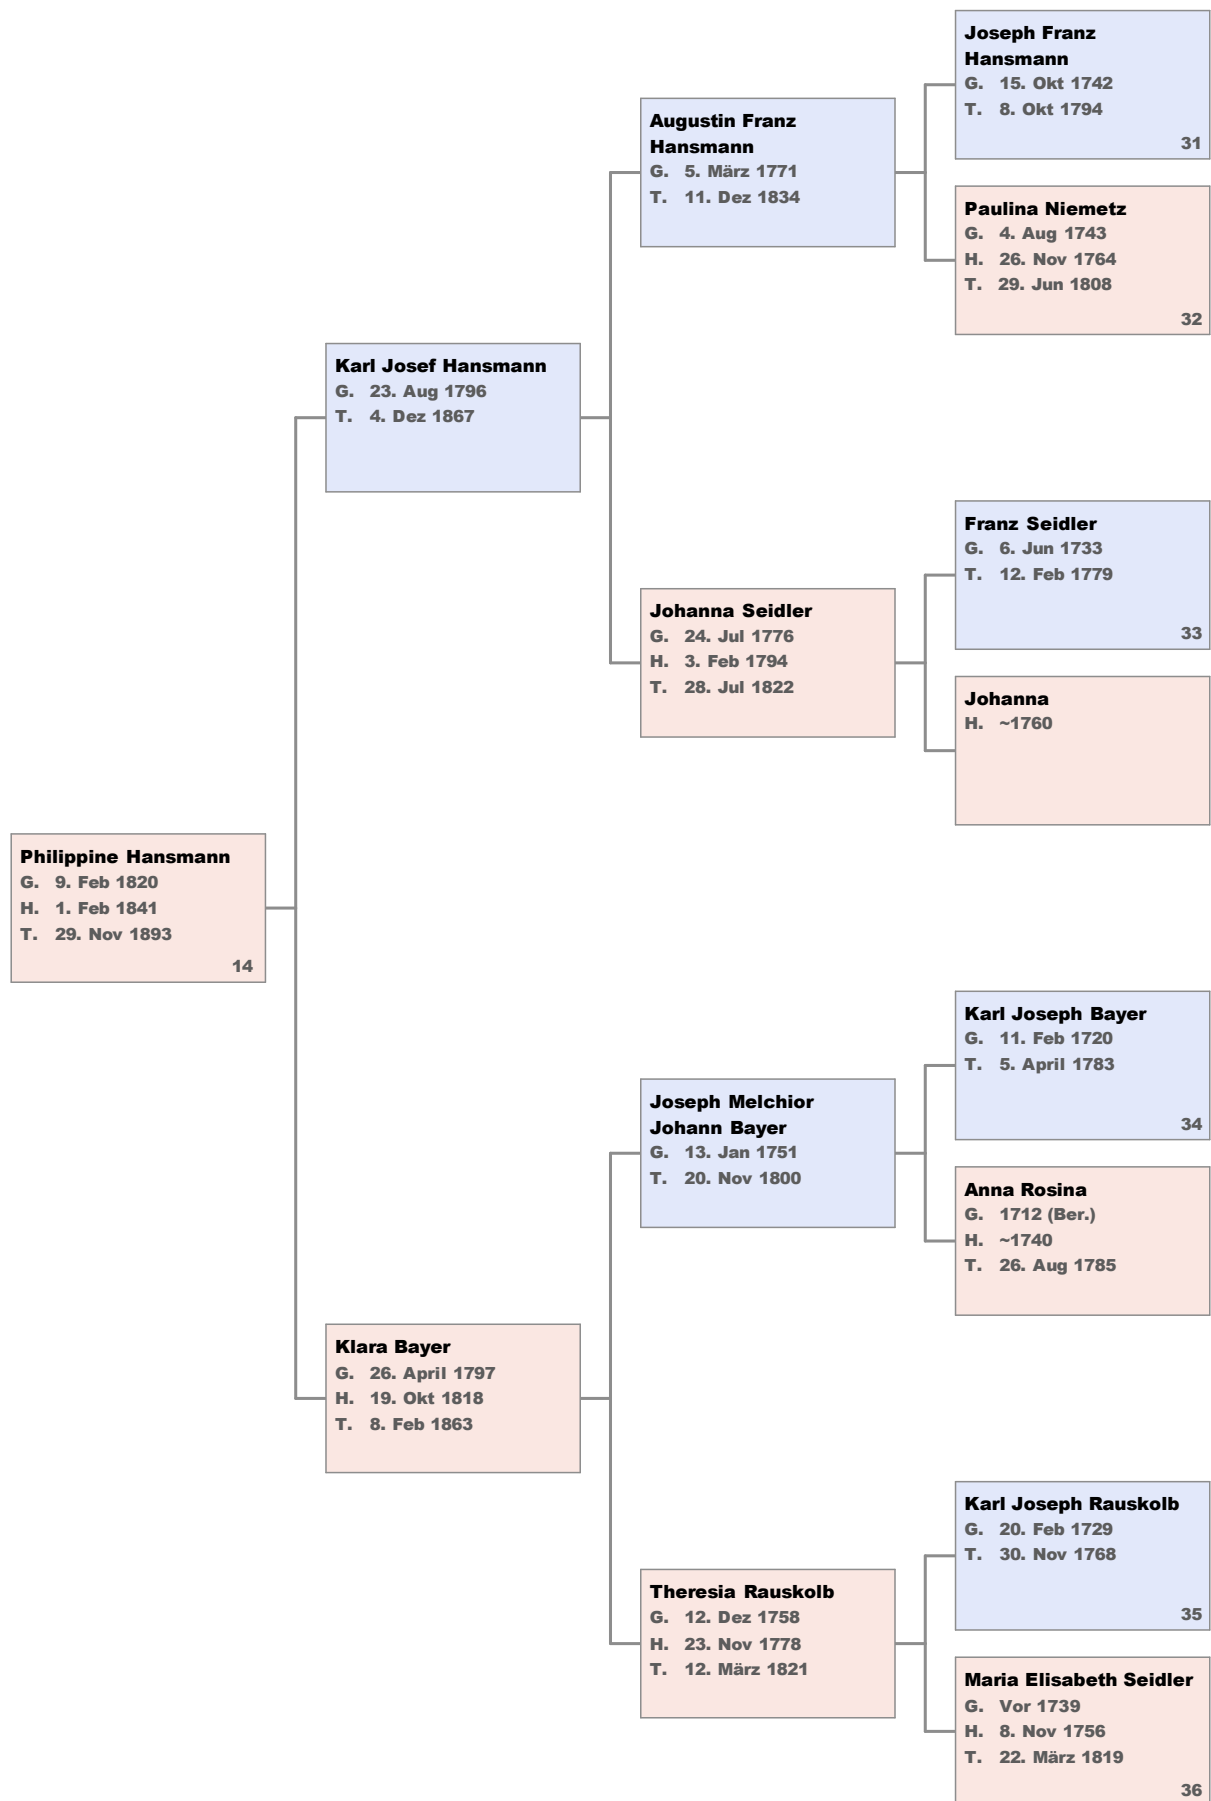 Joseph Franz
Hansmann
G. 15. Okt 1742
T. 8. Okt 1794
31
Augustin Franz
Hansmann
G. 5. März 1771
T. 11. Dez 1834
Paulina Niemetz
G. 4. Aug 1743
H. 26. Nov 1764
T. 29. Jun 1808
32
Karl Josef Hansmann
G. 23. Aug 1796
T. 4. Dez 1867
Franz Seidler
G. 6. Jun 1733
T. 12. Feb 1779
33
Johanna Seidler
G. 24. Jul 1776
H. 3. Feb 1794
T. 28. Jul 1822
Johanna
H. ~1760
Philippine Hansmann
G. 9. Feb 1820
H. 1. Feb 1841
T. 29. Nov 1893
14
Karl Joseph Bayer
G. 11. Feb 1720
T. 5. April 1783
34
Joseph Melchior
Johann Bayer
G. 13. Jan 1751
T. 20. Nov 1800
Anna Rosina
G. 1712 (Ber.)
H. ~1740
T. 26. Aug 1785
Klara Bayer
G. 26. April 1797
H. 19. Okt 1818
T. 8. Feb 1863
Karl Joseph Rauskolb
G. 20. Feb 1729
T. 30. Nov 1768
35
Theresia Rauskolb
G. 12. Dez 1758
H. 23. Nov 1778
T. 12. März 1821
Maria Elisabeth Seidler
G. Vor 1739
H. 8. Nov 1756
T. 22. März 1819
36